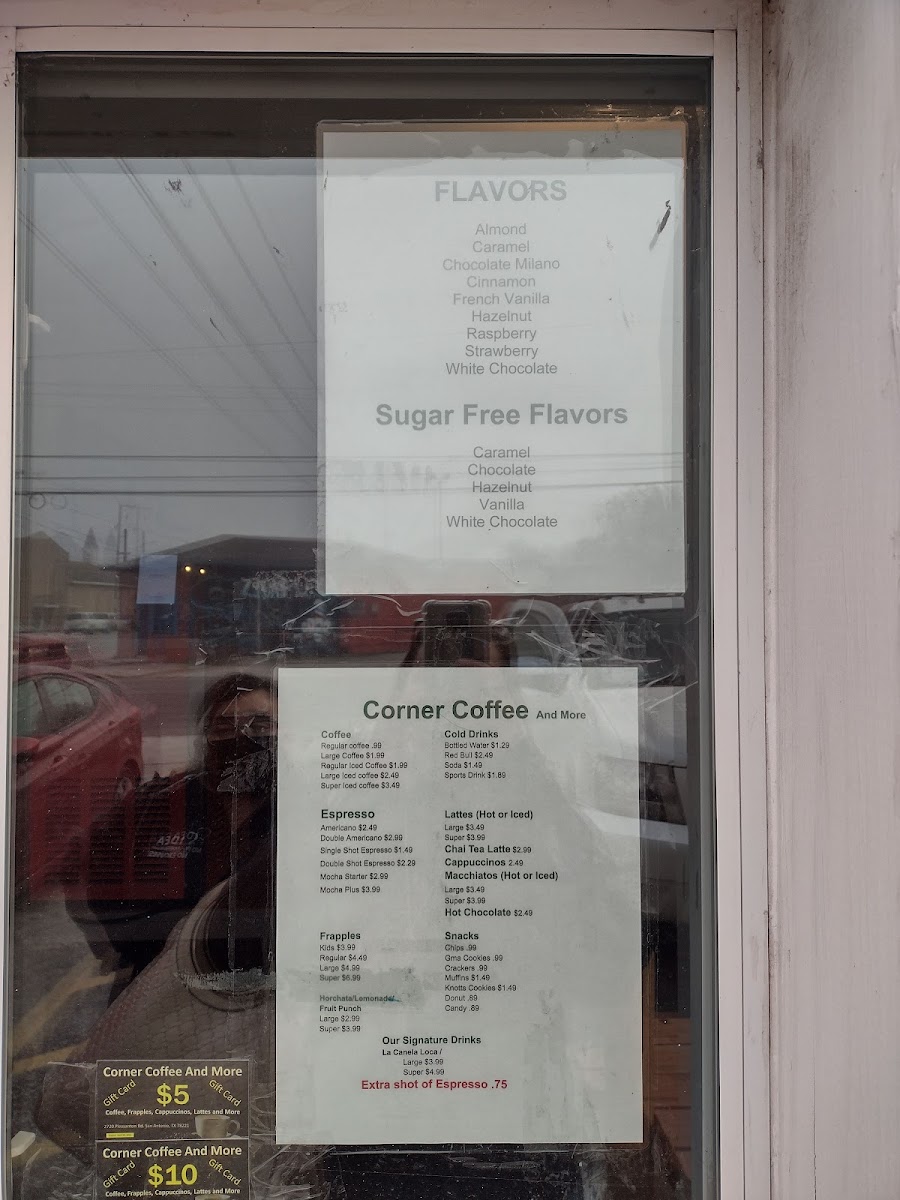 FLAVORS
Almond
Caramel
Chocolate Milano
Cinnamon
French Vanilla
Hazelnut
Raspberry
Strawberry
White Chocolate
Sugar Free Flavors
Caramel
Chocolate
Hazelnut
Vanilla
White Chocolate
Corner Coffee And More
Coffee
Regular coffee .99
Large Coffee $1.99
Regular Iced Coffee $1.99
Large Iced coffee $2.49
Super Iced coffee $3.49
Cold Drinks
Bottled Water $1.29
Red Bull $2.49
Soda $1.49
Sports Drink $1.89
Espresso
Americano $2.49
Double Americano $2.99
Single Shot Espresso $1.49
Double Shot Espresso $2.29
Mocha Starter $2.99
Mocha Plus $3.99
Lattes (Hot or Iced)
Large $3.49
Super $3.99
Chai Tea Latte $2.99
Cappuccinos 2.49
Macchiatos (Hot or Iced)
Large $3.49
Super $3.99
Hot Chocolate $2.49
Frapples
Kids $3.99
Regular $4.49
Large $4.99
Super $6.99
Horchata/Lemonade/
Fruit Punch
Large $2.99
Super $3.99
Snacks
Chips .99
Gma Cookies .99
Crackers .99
Muffins $1.49
Knotts Cookies $1.49
Donut .89
Candy .89
Our Signature Drinks
La Canela Loca /
Large $3.99
Super $4.99
Extra shot of Espresso .75
Corner Coffee And More
Gift Card $5 Gift Card
Coffee, Frapples, Cappuccinos, Lattes and More
Corner Coffee And More
Gift Card $10 Gift Card
Coffee, Frapples, Cappuccinos, Lattes and More